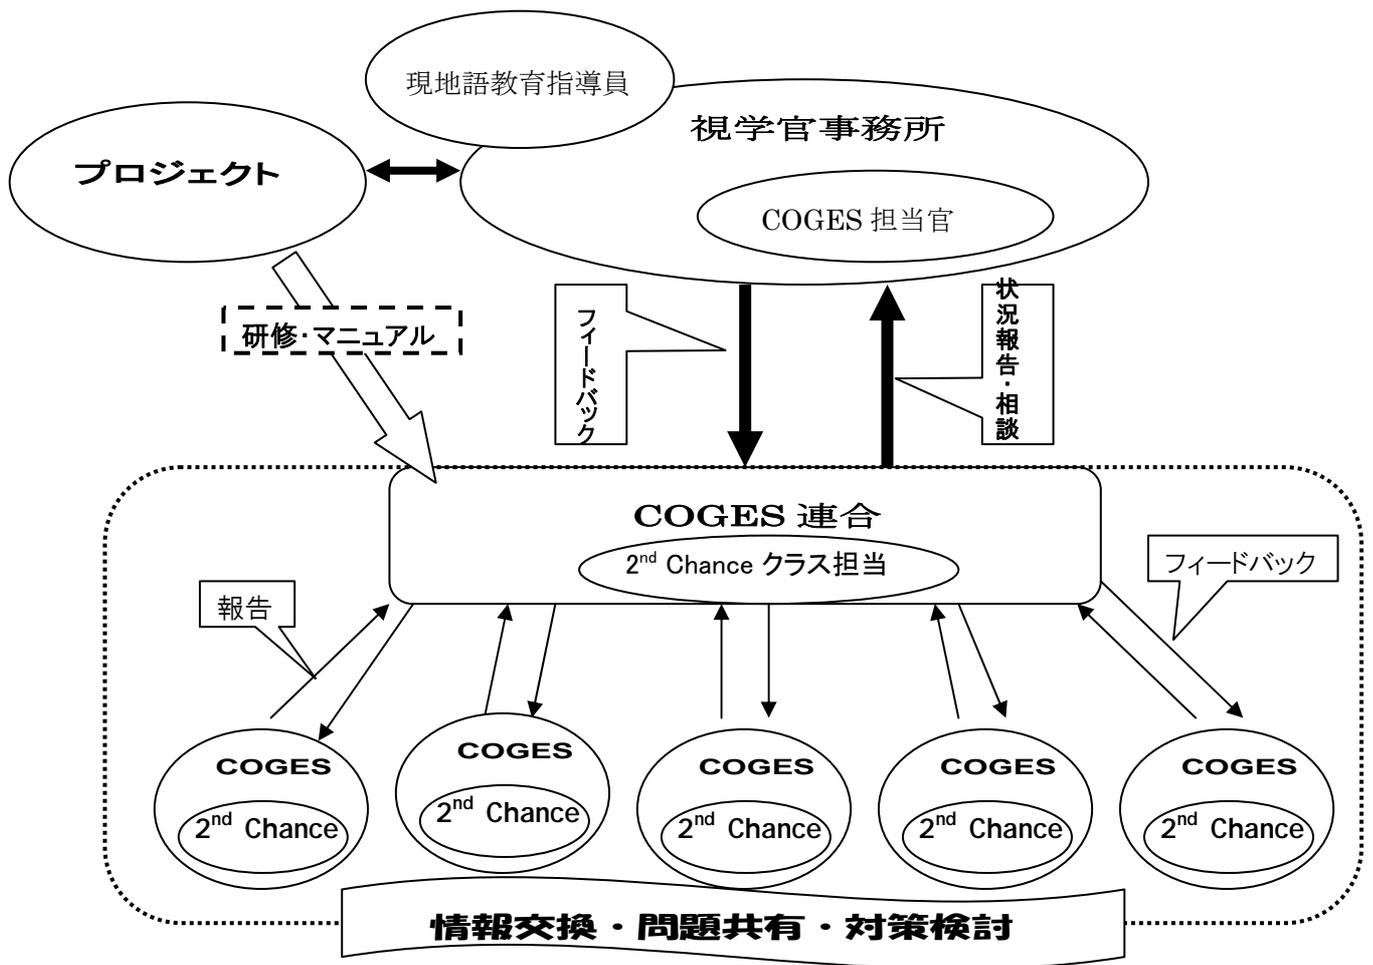 現地語教育指導員
視学官事務所
プロジェクト
COGES 担当官
研修・マニュアル
フィードバック
状況報告・相談
COGES 連合
2nd Chance クラス担当
報告
フィードバック
COGES
2nd Chance
COGES
2nd Chance
COGES
2nd Chance
COGES
2nd Chance
COGES
2nd Chance
情報交換・問題共有・対策検討